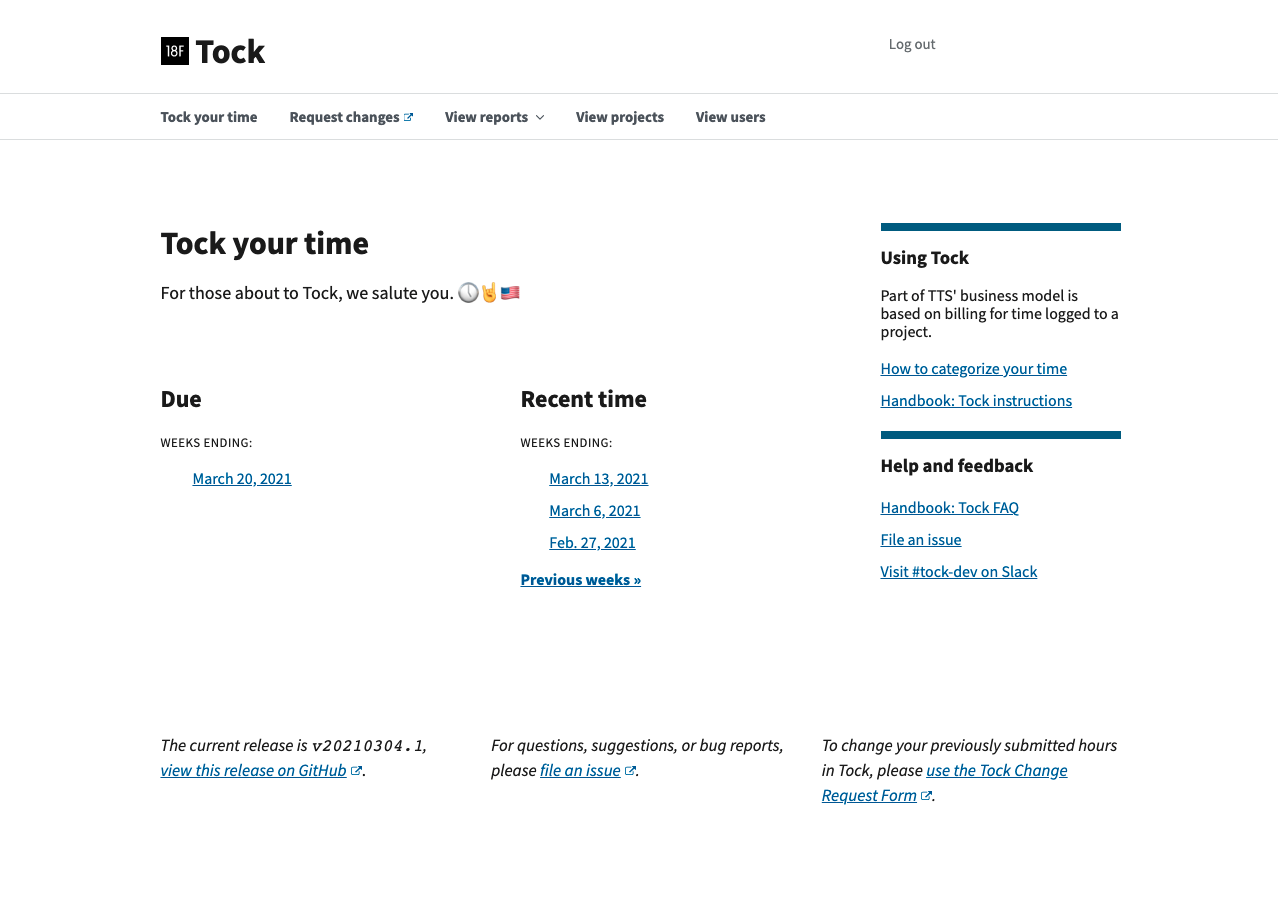 18F Tock
Log out
Tock your time
Request changes
View reports
View projects
View users
Tock your time
For those about to Tock, we salute you. 🕔🤘🇺🇸
Due
WEEKS ENDING:
March 20, 2021
Recent time
WEEKS ENDING:
March 13, 2021
March 6, 2021
Feb. 27, 2021
Previous weeks »
Using Tock
Part of TTS' business model is
based on billing for time logged to a
project.
How to categorize your time
Handbook: Tock instructions
Help and feedback
Handbook: Tock FAQ
File an issue
Visit #tock-dev on Slack
The current release is v20210304.1,
view this release on GitHub.
For questions, suggestions, or bug reports,
please file an issue.
To change your previously submitted hours
in Tock, please use the Tock Change
Request Form.